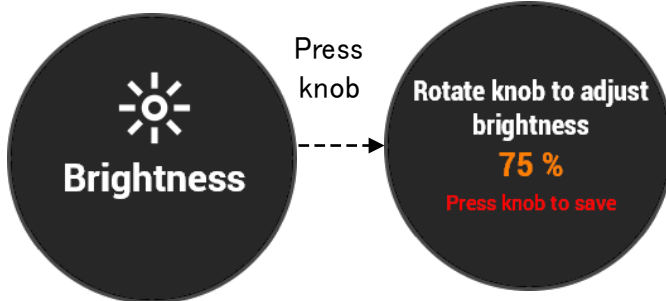 Brightness
Press
knob
Rotate knob to adjust
brightness
75 %
Press knob to save